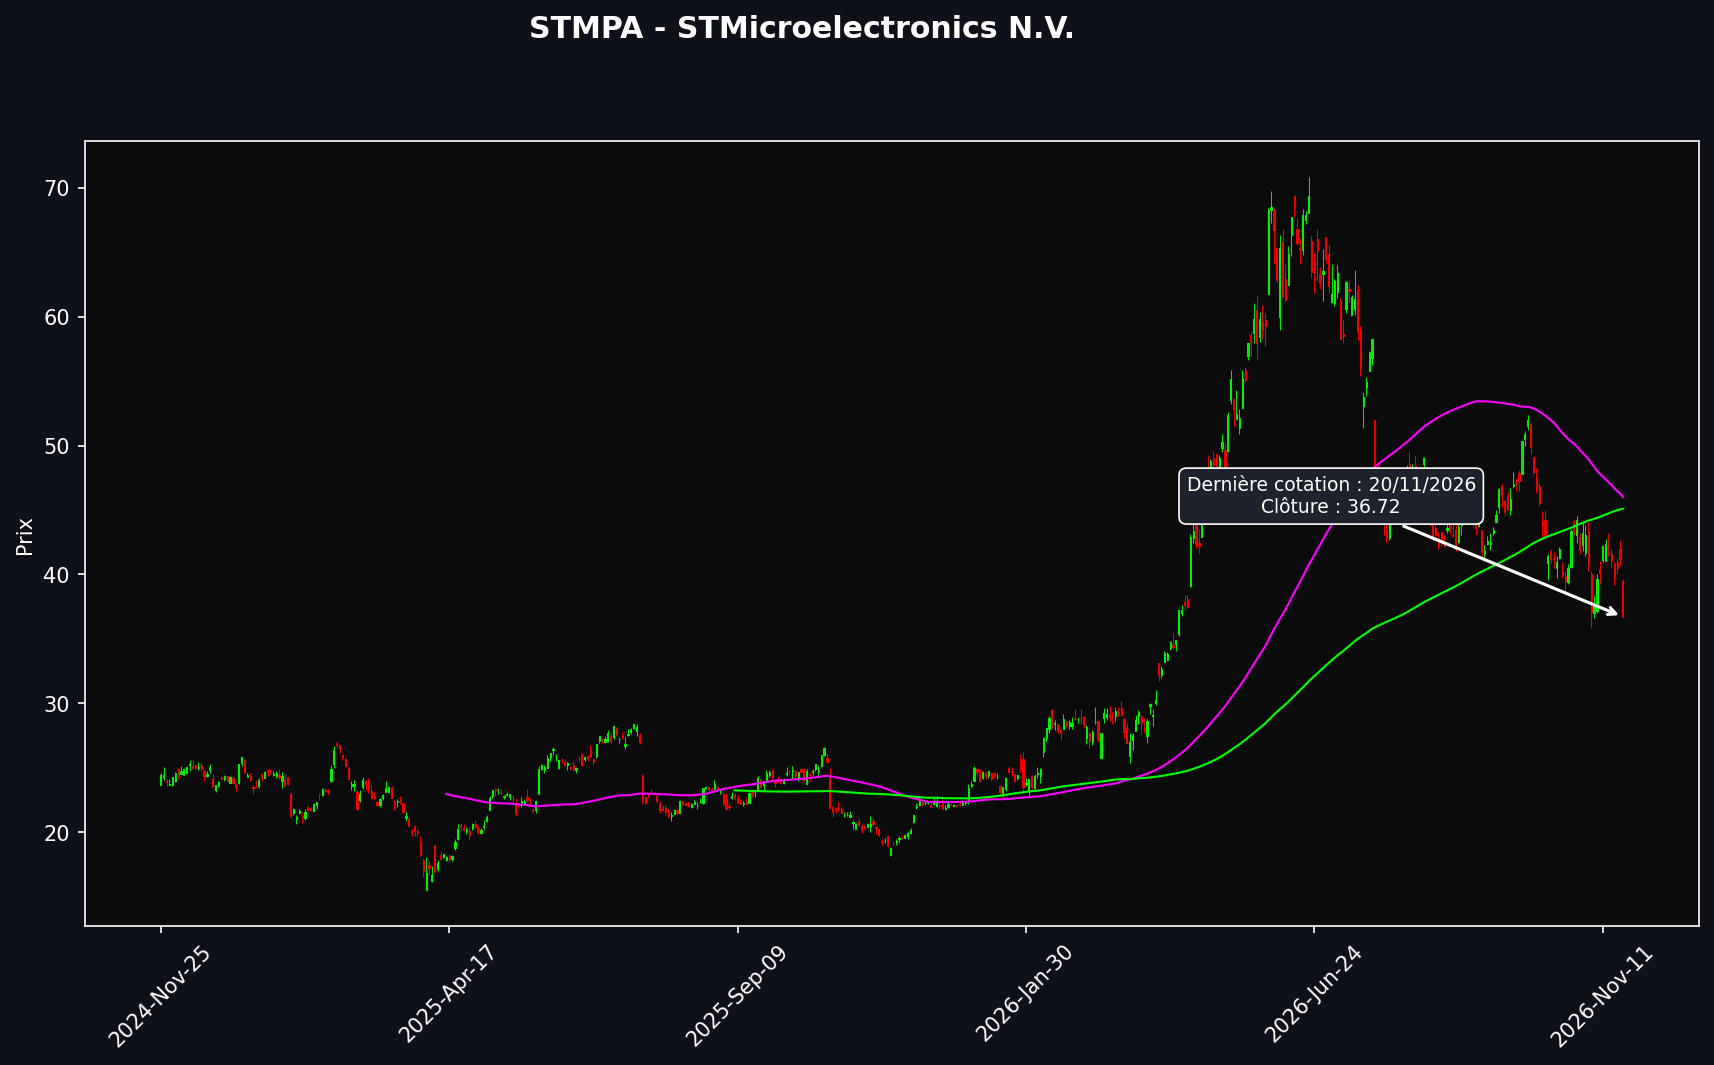 STMPA - STMicroelectronics N.V.
Prix
70
60
50
40
30
20
Dernière cotation : 20/11/2026
Clôture : 36.72
2024-Nov-25
2025-Apr-17
2025-Sep-09
2026-Jan-30
2026-Jun-24
2026-Nov-11